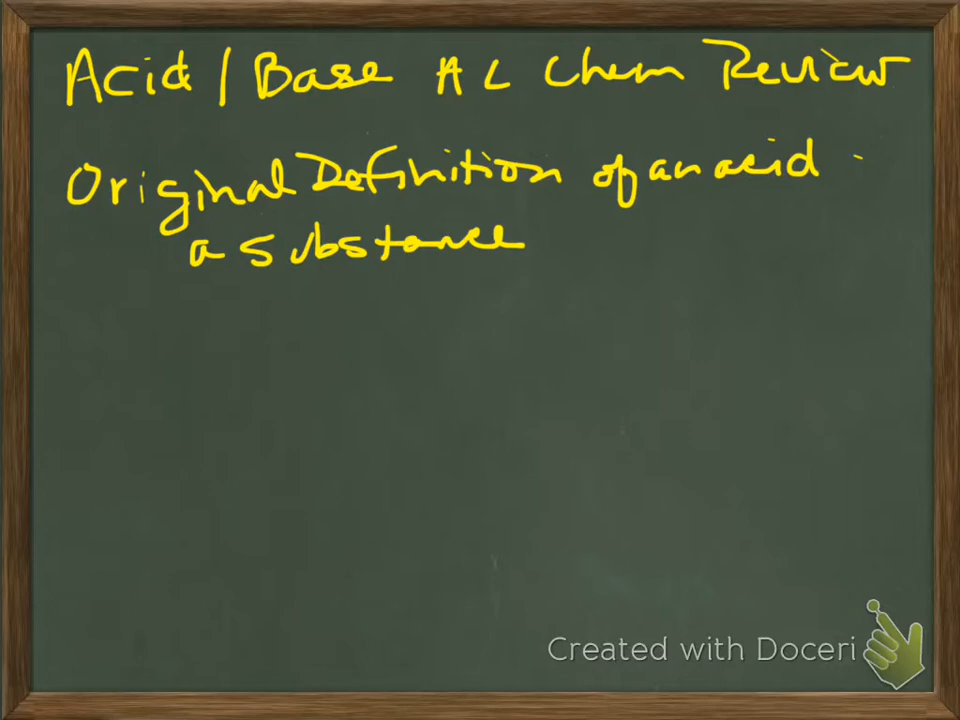 Acid / Base AC Chem Review
Original Definition of an acid -
a substance
Created with Doceri